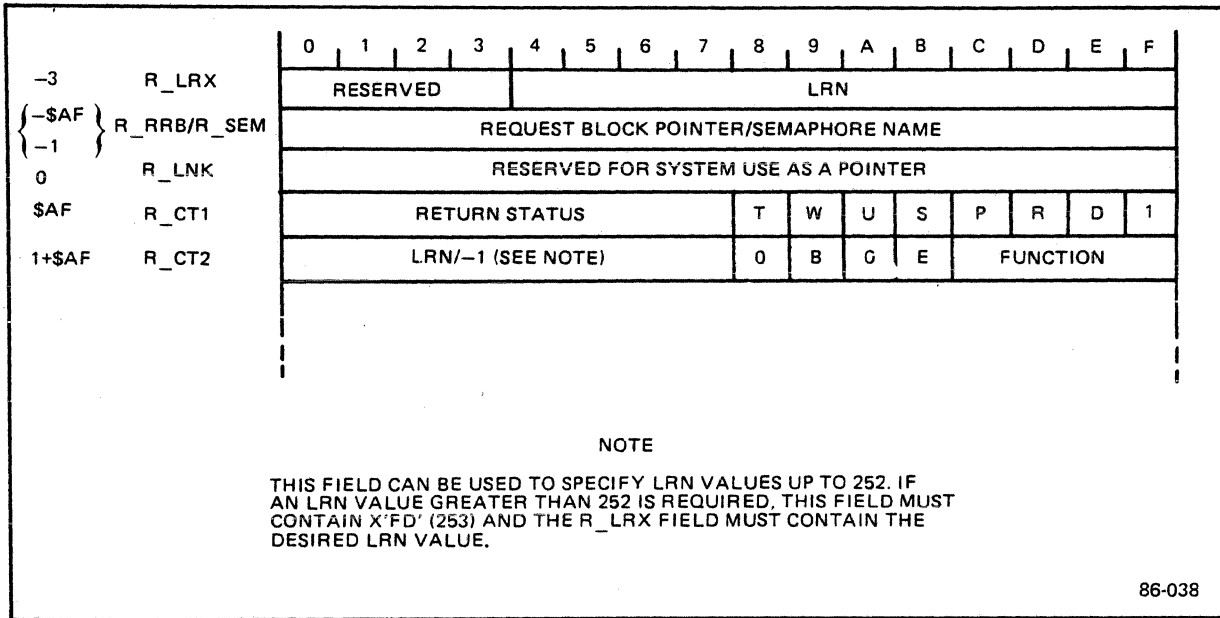 0 1 2 3 4 5 6 7 8 9 A B C D E F
-3 R_LRX RESERVED LRN
-$AF
-1 R_RRB/R_SEM REQUEST BLOCK POINTER/SEMAPHORE NAME
0 R_LNK RESERVED FOR SYSTEM USE AS A POINTER
$AF R_CT1 RETURN STATUS T W U S P R D 1
1+$AF R_CT2 LRN/-1 (SEE NOTE) 0 B G E FUNCTION
NOTE
THIS FIELD CAN BE USED TO SPECIFY LRN VALUES UP TO 252. IF
AN LRN VALUE GREATER THAN 252 IS REQUIRED, THIS FIELD MUST
CONTAIN X'FD' (253) AND THE R_LRX FIELD MUST CONTAIN THE
DESIRED LRN VALUE.
86-038